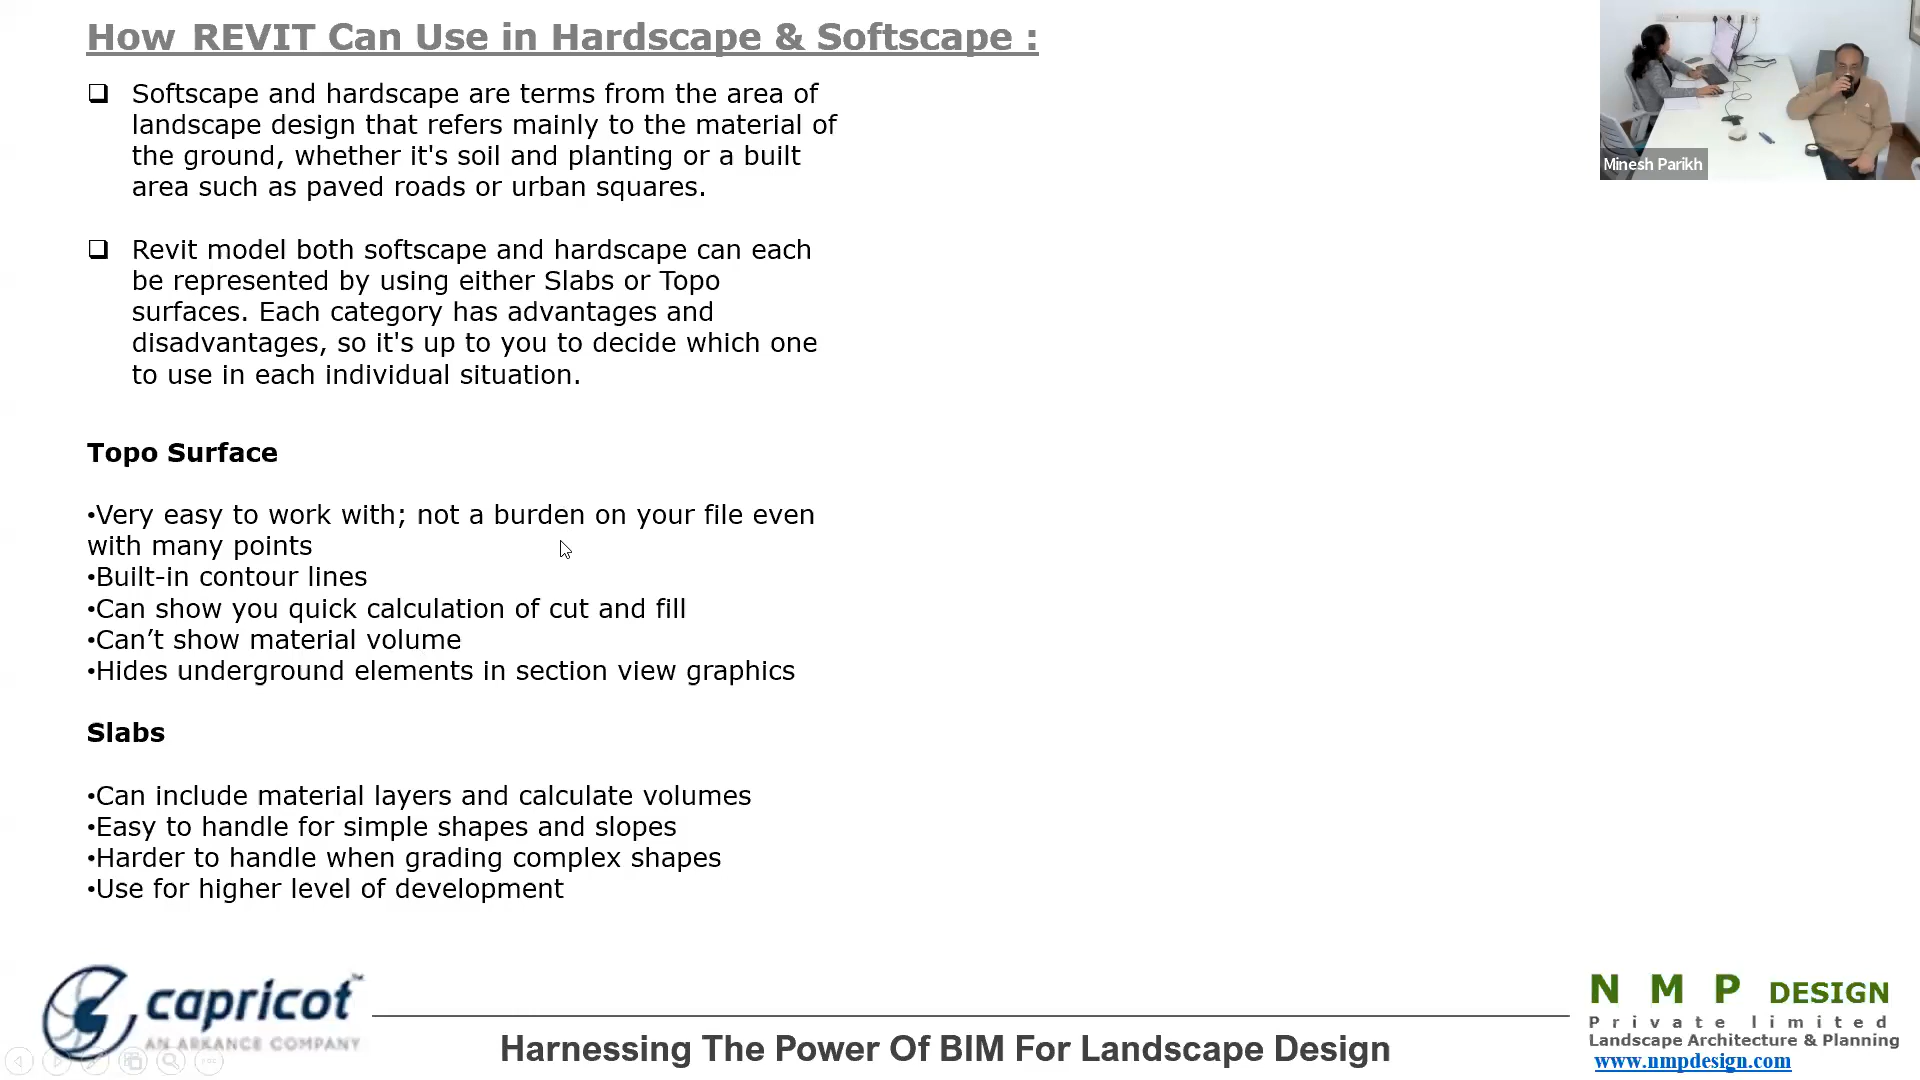 How REVIT Can Use in Hardscape & Softscape :
Softscape and hardscape are terms from the area of
landscape design that refers mainly to the material of
the ground, whether it's soil and planting or a built
area such as paved roads or urban squares.
Revit model both softscape and hardscape can each
be represented by using either Slabs or Topo
surfaces. Each category has advantages and
disadvantages, so it's up to you to decide which one
to use in each individual situation.
Topo Surface
•Very easy to work with; not a burden on your file even
with many points
•Built-in contour lines
•Can show you quick calculation of cut and fill
•Can’t show material volume
•Hides underground elements in section view graphics
Slabs
•Can include material layers and calculate volumes
•Easy to handle for simple shapes and slopes
•Harder to handle when grading complex shapes
•Use for higher level of development
Minesh Parikh
capricot™
AN ARKANCE COMPANY
Harnessing The Power Of BIM For Landscape Design
N M P DESIGN
Private limited
Landscape Architecture & Planning
www.nmpdesign.com